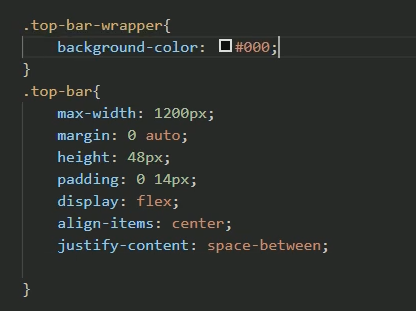 .top-bar-wrapper{
    background-color: #000;
}
.top-bar{
    max-width: 1200px;
    margin: 0 auto;
    height: 48px;
    padding: 0 14px;
    display: flex;
    align-items: center;
    justify-content: space-between;
}